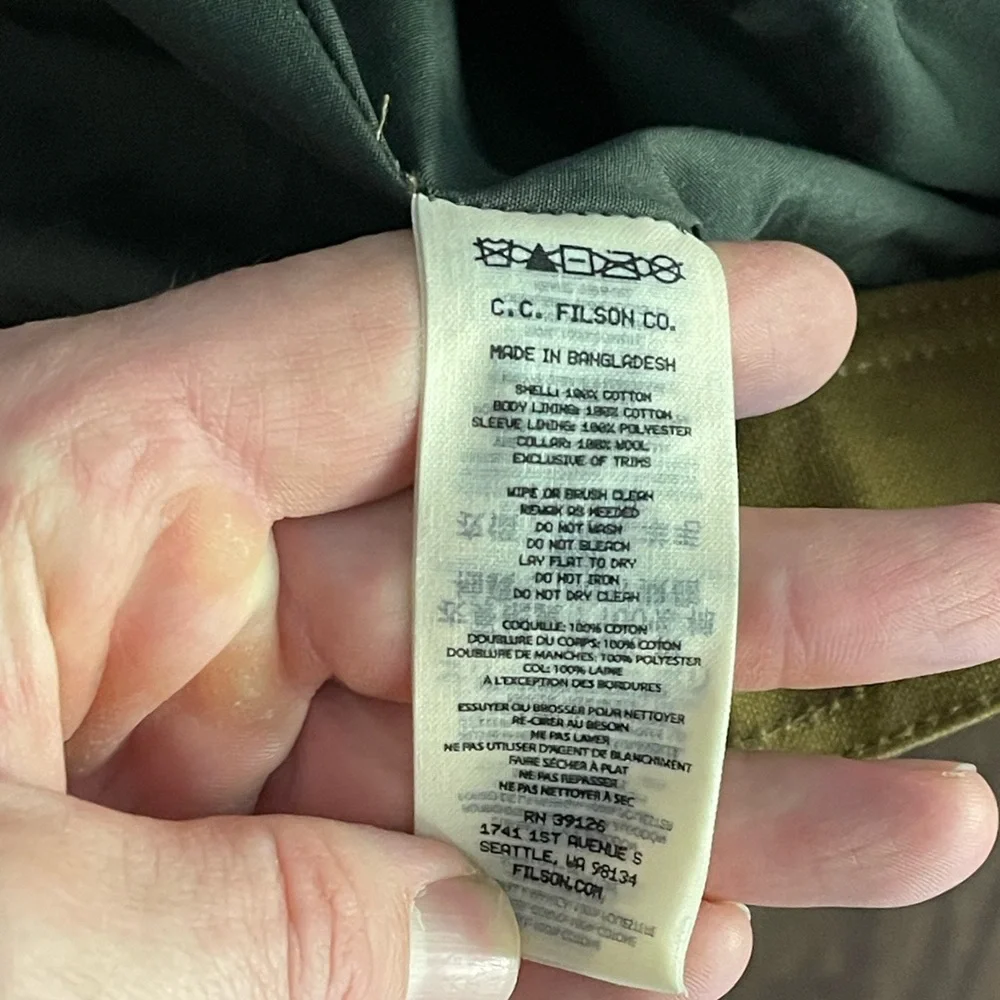 C.C. FILSON CO.
MADE IN BANGLADESH
SHELL: 100% COTTON
BODY LINING: 100% COTTON
SLEEVE LINING: 100% POLYESTER
COLLAR: 100% WOOL
EXCLUSIVE OF TRIMS
WIPE OR BRUSH CLEAN
REWAX AS NEEDED
DO NOT WASH
DO NOT BLEACH
LAY FLAT TO DRY
DO NOT IRON
DO NOT DRY CLEAN
COQUILLE: 100% COTON
DOUBLURE DU CORPS: 100% COTON
DOUBLURE DE MANCHES: 100% POLYESTER
COL: 100% LAINE
À L'EXCEPTION DES BORDURES
ESSUYER OU BROSSER POUR NETTOYER
RE-CIRER AU BESOIN
NE PAS LAVER
NE PAS UTILISER D'AGENT DE BLANCHIMENT
FAIRE SÉCHER À PLAT
NE PAS REPASSER
NE PAS NETTOYER À SEC
RN 39126
1741 1ST AVENUE S
SEATTLE, WA 98134
FILSON.COM